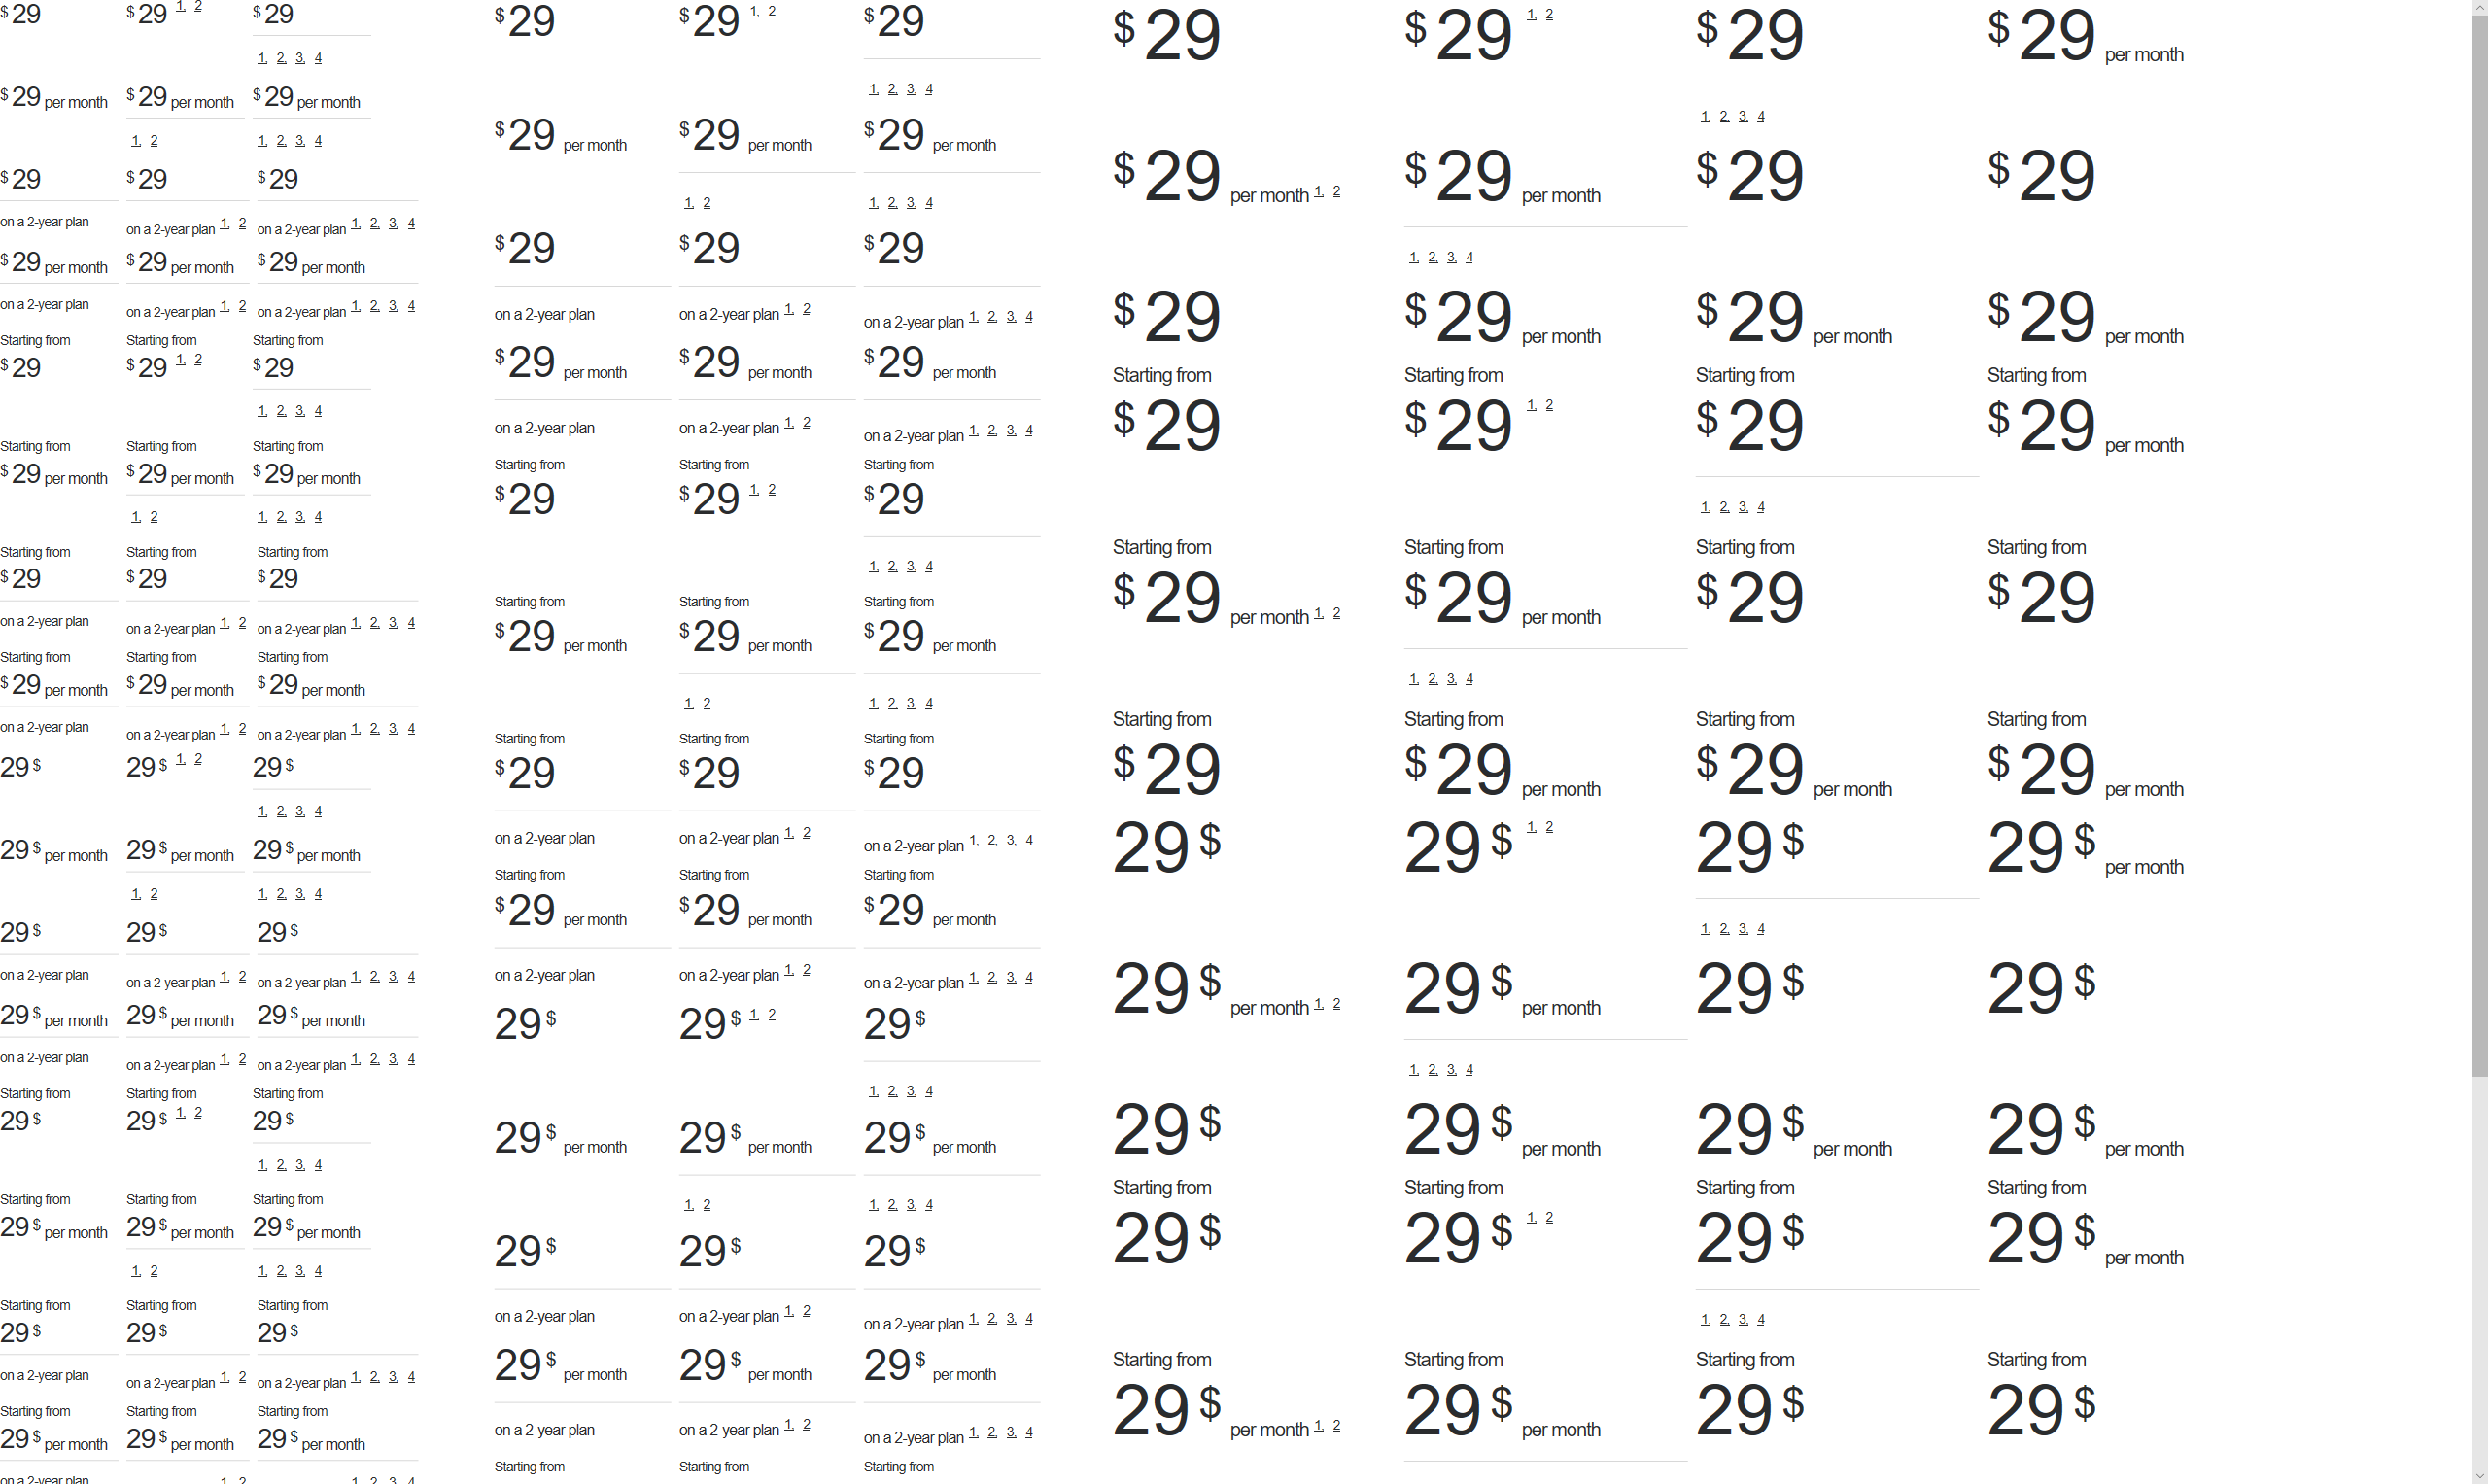 $ 29 $ 29 1, 2 $ 29
1, 2, 3, 4
$ 29 per month $ 29 per month $ 29 per month
1, 2 1, 2, 3, 4
$ 29 $ 29 $ 29
on a 2-year plan on a 2-year plan 1, 2 on a 2-year plan 1, 2, 3, 4
$ 29 per month $ 29 per month $ 29 per month
on a 2-year plan on a 2-year plan 1, 2 on a 2-year plan 1, 2, 3, 4
Starting from Starting from Starting from
$ 29 $ 29 1, 2 $ 29
1, 2, 3, 4
Starting from Starting from Starting from
$ 29 per month $ 29 per month $ 29 per month
1, 2 1, 2, 3, 4
Starting from Starting from Starting from
$ 29 $ 29 $ 29
on a 2-year plan on a 2-year plan 1, 2 on a 2-year plan 1, 2, 3, 4
Starting from Starting from Starting from
$ 29 per month $ 29 per month $ 29 per month
on a 2-year plan on a 2-year plan 1, 2 on a 2-year plan 1, 2, 3, 4
29 $ 29 $ 1, 2 29 $
1, 2, 3, 4
29 $ per month 29 $ per month 29 $ per month
1, 2 1, 2, 3, 4
29 $ 29 $ 29 $
on a 2-year plan on a 2-year plan 1, 2 on a 2-year plan 1, 2, 3, 4
29 $ per month 29 $ per month 29 $ per month
on a 2-year plan on a 2-year plan 1, 2 on a 2-year plan 1, 2, 3, 4
Starting from Starting from Starting from
29 $ 29 $ 1, 2 29 $
1, 2, 3, 4
Starting from Starting from Starting from
29 $ per month 29 $ per month 29 $ per month
1, 2 1, 2, 3, 4
Starting from Starting from Starting from
29 $ 29 $ 29 $
on a 2-year plan on a 2-year plan 1, 2 on a 2-year plan 1, 2, 3, 4
Starting from Starting from Starting from
29 $ per month 29 $ per month 29 $ per month
on a 2-year plan 1, 2 1, 2, 3, 4
$ 29 $ 29 1, 2 $ 29
1, 2, 3, 4
$ 29 per month $ 29 per month $ 29 per month
1, 2 1, 2, 3, 4
$ 29 $ 29 $ 29
on a 2-year plan on a 2-year plan 1, 2 on a 2-year plan 1, 2, 3, 4
$ 29 per month $ 29 per month $ 29 per month
on a 2-year plan on a 2-year plan 1, 2 on a 2-year plan 1, 2, 3, 4
Starting from Starting from Starting from
$ 29 $ 29 1, 2 $ 29
1, 2, 3, 4
Starting from Starting from Starting from
$ 29 per month $ 29 per month $ 29 per month
1, 2 1, 2, 3, 4
Starting from Starting from Starting from
$ 29 $ 29 $ 29
on a 2-year plan on a 2-year plan 1, 2 on a 2-year plan 1, 2, 3, 4
Starting from Starting from Starting from
$ 29 per month $ 29 per month $ 29 per month
on a 2-year plan on a 2-year plan 1, 2 on a 2-year plan 1, 2, 3, 4
29 $ 29 $ 1, 2 29 $
1, 2, 3, 4
29 $ per month 29 $ per month 29 $ per month
1, 2 1, 2, 3, 4
29 $ 29 $ 29 $
on a 2-year plan on a 2-year plan 1, 2 on a 2-year plan 1, 2, 3, 4
29 $ per month 29 $ per month 29 $ per month
on a 2-year plan on a 2-year plan 1, 2 on a 2-year plan 1, 2, 3, 4
Starting from Starting from Starting from
$ 29 $ 29 1, 2 $ 29 $ 29 per month
1, 2, 3, 4
$ 29 per month 1, 2 $ 29 per month $ 29 $ 29
1, 2, 3, 4
$ 29 $ 29 per month $ 29 per month $ 29 per month
Starting from Starting from Starting from Starting from
$ 29 $ 29 1, 2 $ 29 $ 29 per month
1, 2, 3, 4
Starting from Starting from Starting from Starting from
$ 29 per month 1, 2 $ 29 per month $ 29 $ 29
1, 2, 3, 4
Starting from Starting from Starting from Starting from
$ 29 $ 29 per month $ 29 per month $ 29 per month
29 $ 29 $ 1, 2 29 $ 29 $ per month
1, 2, 3, 4
29 $ per month 1, 2 29 $ per month 29 $ 29 $
1, 2, 3, 4
29 $ 29 $ per month 29 $ per month 29 $ per month
Starting from Starting from Starting from Starting from
29 $ 29 $ 1, 2 29 $ 29 $ per month
1, 2, 3, 4
Starting from Starting from Starting from Starting from
29 $ per month 1, 2 29 $ per month 29 $ 29 $